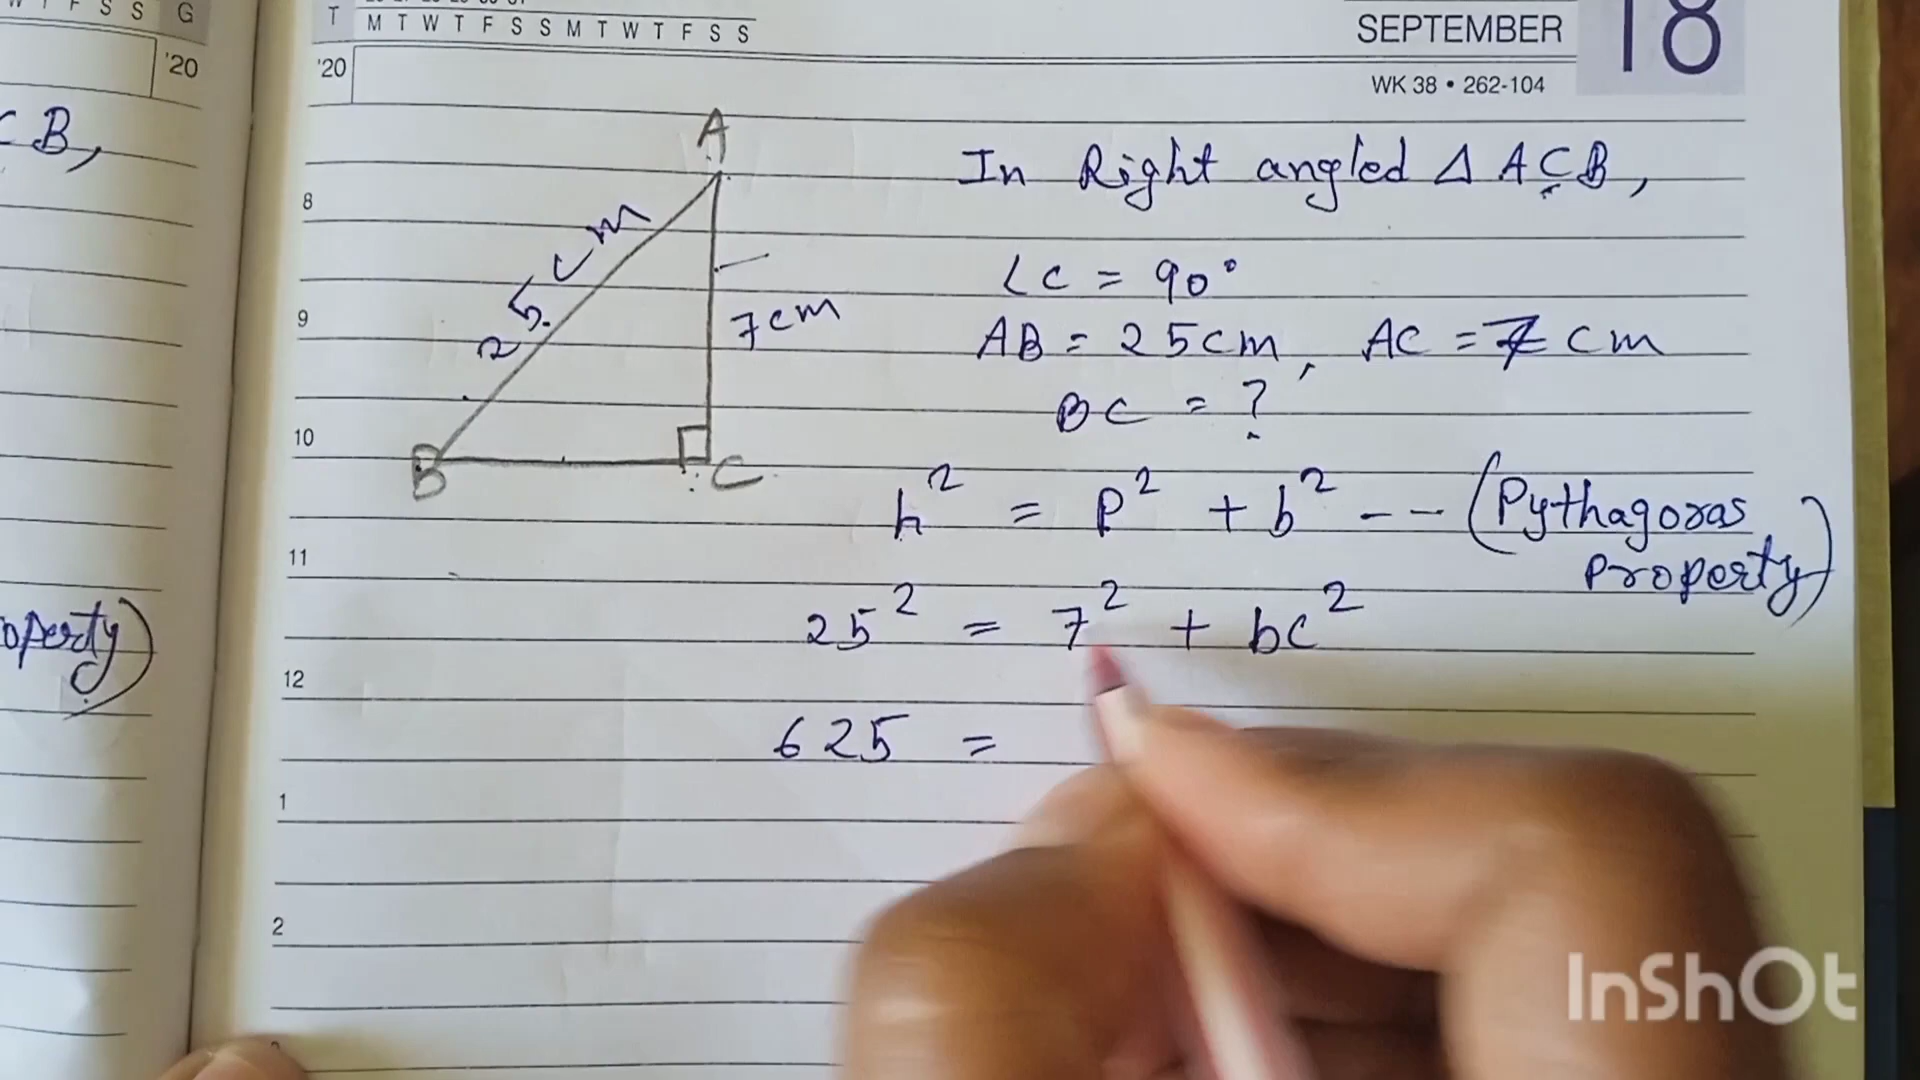 S S G
'20
C B,
operty)
T
M T W T F S S M T W T F S S
SEPTEMBER 18
'20
WK 38 • 262-104
A
25 cm
7cm
B
C
In Right angled Δ ACB,
∠C = 90°
AB = 25cm, AC = 7 cm
BC = ?
h² = P² + b² -- (Pythagoras
Property)
25² = 7² + bc²
625 =
8
9
10
11
12
1
2
InShOt